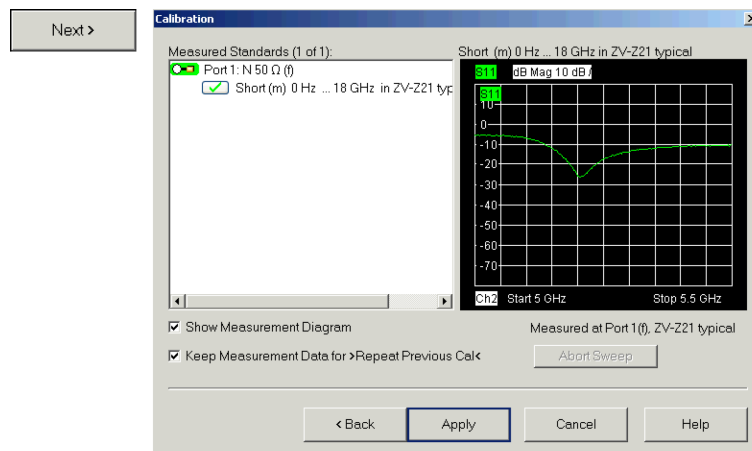 Next >
Calibration
Measured Standards (1 of 1):
Port 1: N 50 Ω (f)
Short (m) 0 Hz ... 18 GHz in ZV-Z21 typ
Short (m) 0 Hz ... 18 GHz in ZV-Z21 typical
S11 dB Mag 10 dB /
S11
10
0
-10
-20
-30
-40
-50
-60
-70
Ch2 Start 5 GHz Stop 5.5 GHz
Show Measurement Diagram
Measured at Port 1(f), ZV-Z21 typical
Keep Measurement Data for >Repeat Previous Cal<
Abort Sweep
< Back
Apply
Cancel
Help